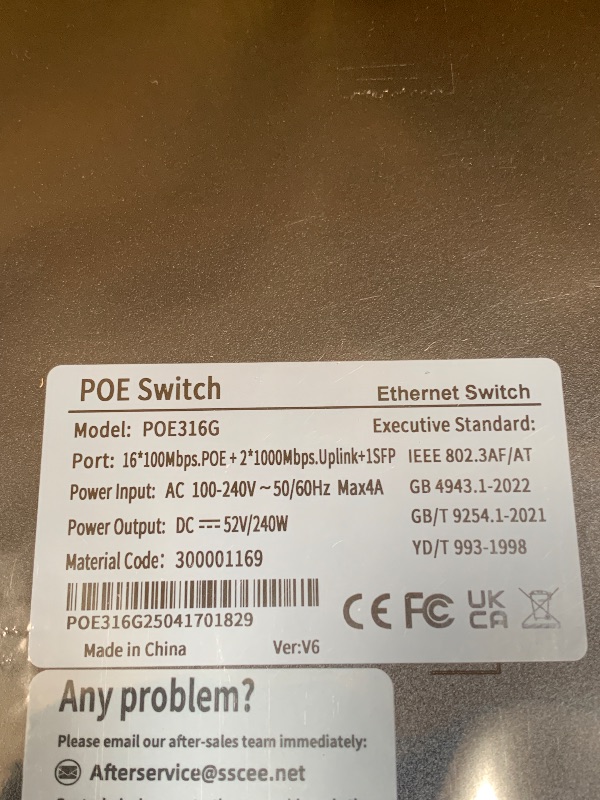 POE Switch
Ethernet Switch
Model: POE316G
Executive Standard:
Port: 16*100Mbps.POE+2*1000Mbps.Uplink+1SFP
IEEE 802.3AF/AT
Power Input: AC 100-240V~50/60Hz Max4A
GB 4943.1-2022
Power Output: DC ⎓ 52V/240W
GB/T 9254.1-2021
Material Code: 300001169
YD/T 993-1998
POE316G25041701829
CE FC UK CA
Made in China
Ver:V6
Any problem?
Please email our after-sales team immediately:
Afterservice@sscee.net